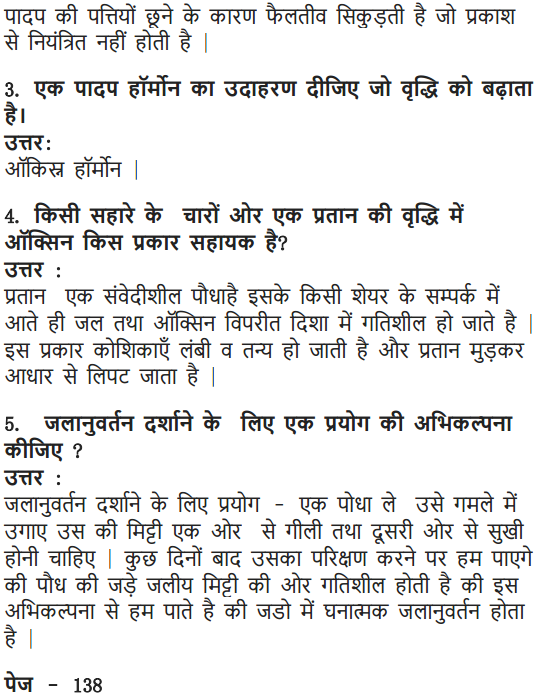 पादप की पत्तियों छूने के कारण फैलतीव सिकुड़ती है जो प्रकाश
से नियंत्रित नहीं होती है |
3. एक पादप हॉर्मोन का उदाहरण दीजिए जो वृद्धि को बढ़ाता
है।
उत्तर:
ऑकिस्न हॉर्मोन |
4. किसी सहारे के चारों ओर एक प्रतान की वृद्धि में
ऑक्सिन किस प्रकार सहायक है?
उत्तर :
प्रतान एक संवेदीशील पौधाहै इसके किसी शेयर के सम्पर्क में
आते ही जल तथा ऑक्सिन विपरीत दिशा में गतिशील हो जाते है |
इस प्रकार कोशिकाएँ लंबी व तन्य हो जाती है और प्रतान मुड़कर
आधार से लिपट जाता है |
5. जलानुवर्तन दर्शाने के लिए एक प्रयोग की अभिकल्पना
कीजिए ?
उत्तर :
जलानुवर्तन दर्शाने के लिए प्रयोग - एक पोधा ले उसे गमले में
उगाए उस की मिट्टी एक ओर से गीली तथा दूसरी ओर से सुखी
होनी चाहिए | कुछ दिनों बाद उसका परिक्षण करने पर हम पाएगे
की पौध की जड़े जलीय मिट्टी की ओर गतिशील होती है की इस
अभिकल्पना से हम पाते है की जडो में घनात्मक जलानुवर्तन होता
है |
पेज - 138